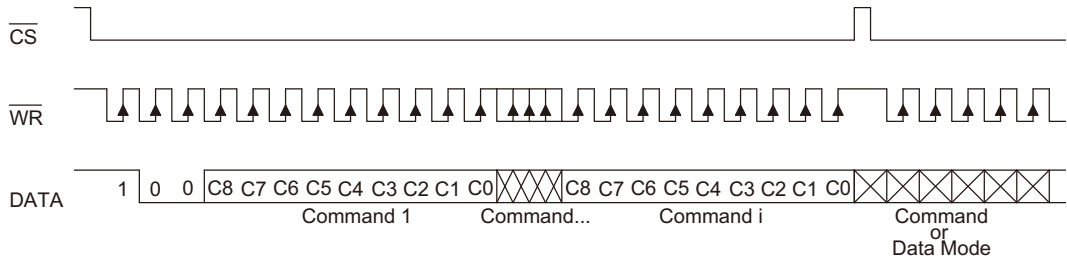 CS
WR
DATA 1 0 0 C8 C7 C6 C5 C4 C3 C2 C1 C0 C8 C7 C6 C5 C4 C3 C2 C1 C0
Command 1 Command... Command i Command
or
Data Mode